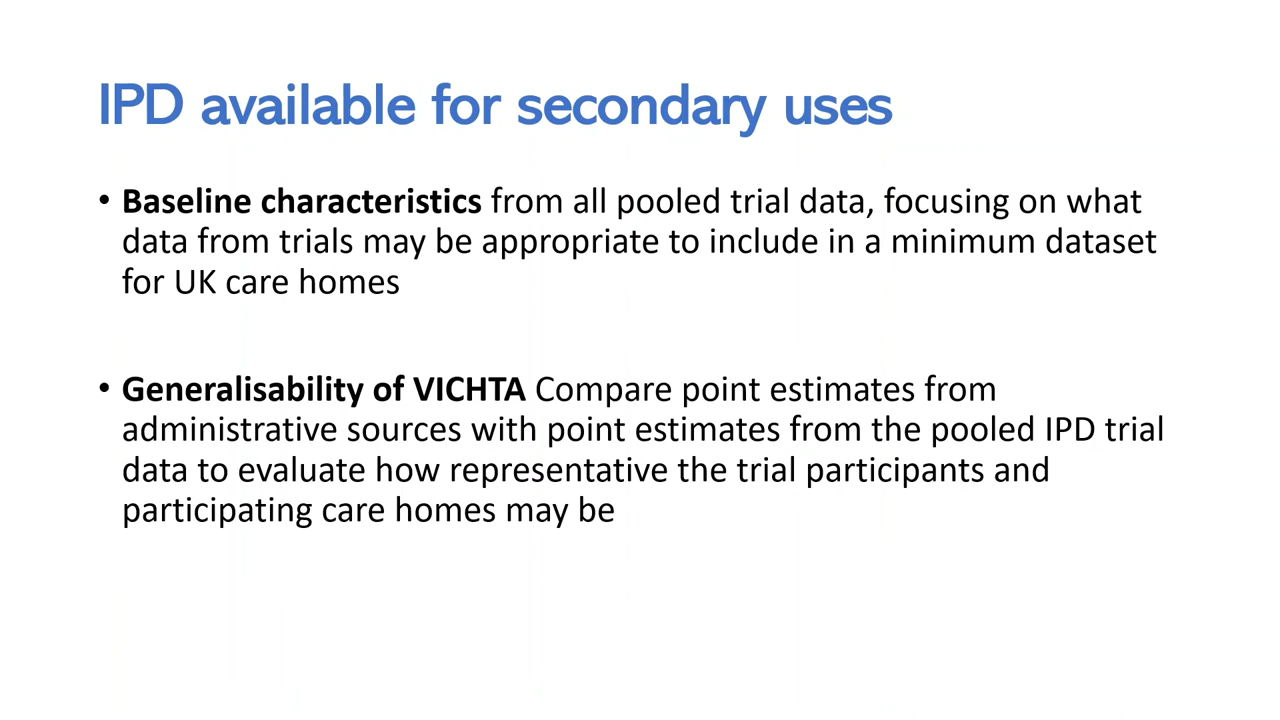 IPD available for secondary uses
• Baseline characteristics from all pooled trial data, focusing on what
data from trials may be appropriate to include in a minimum dataset
for UK care homes
• Generalisability of VICHTA Compare point estimates from
administrative sources with point estimates from the pooled IPD trial
data to evaluate how representative the trial participants and
participating care homes may be